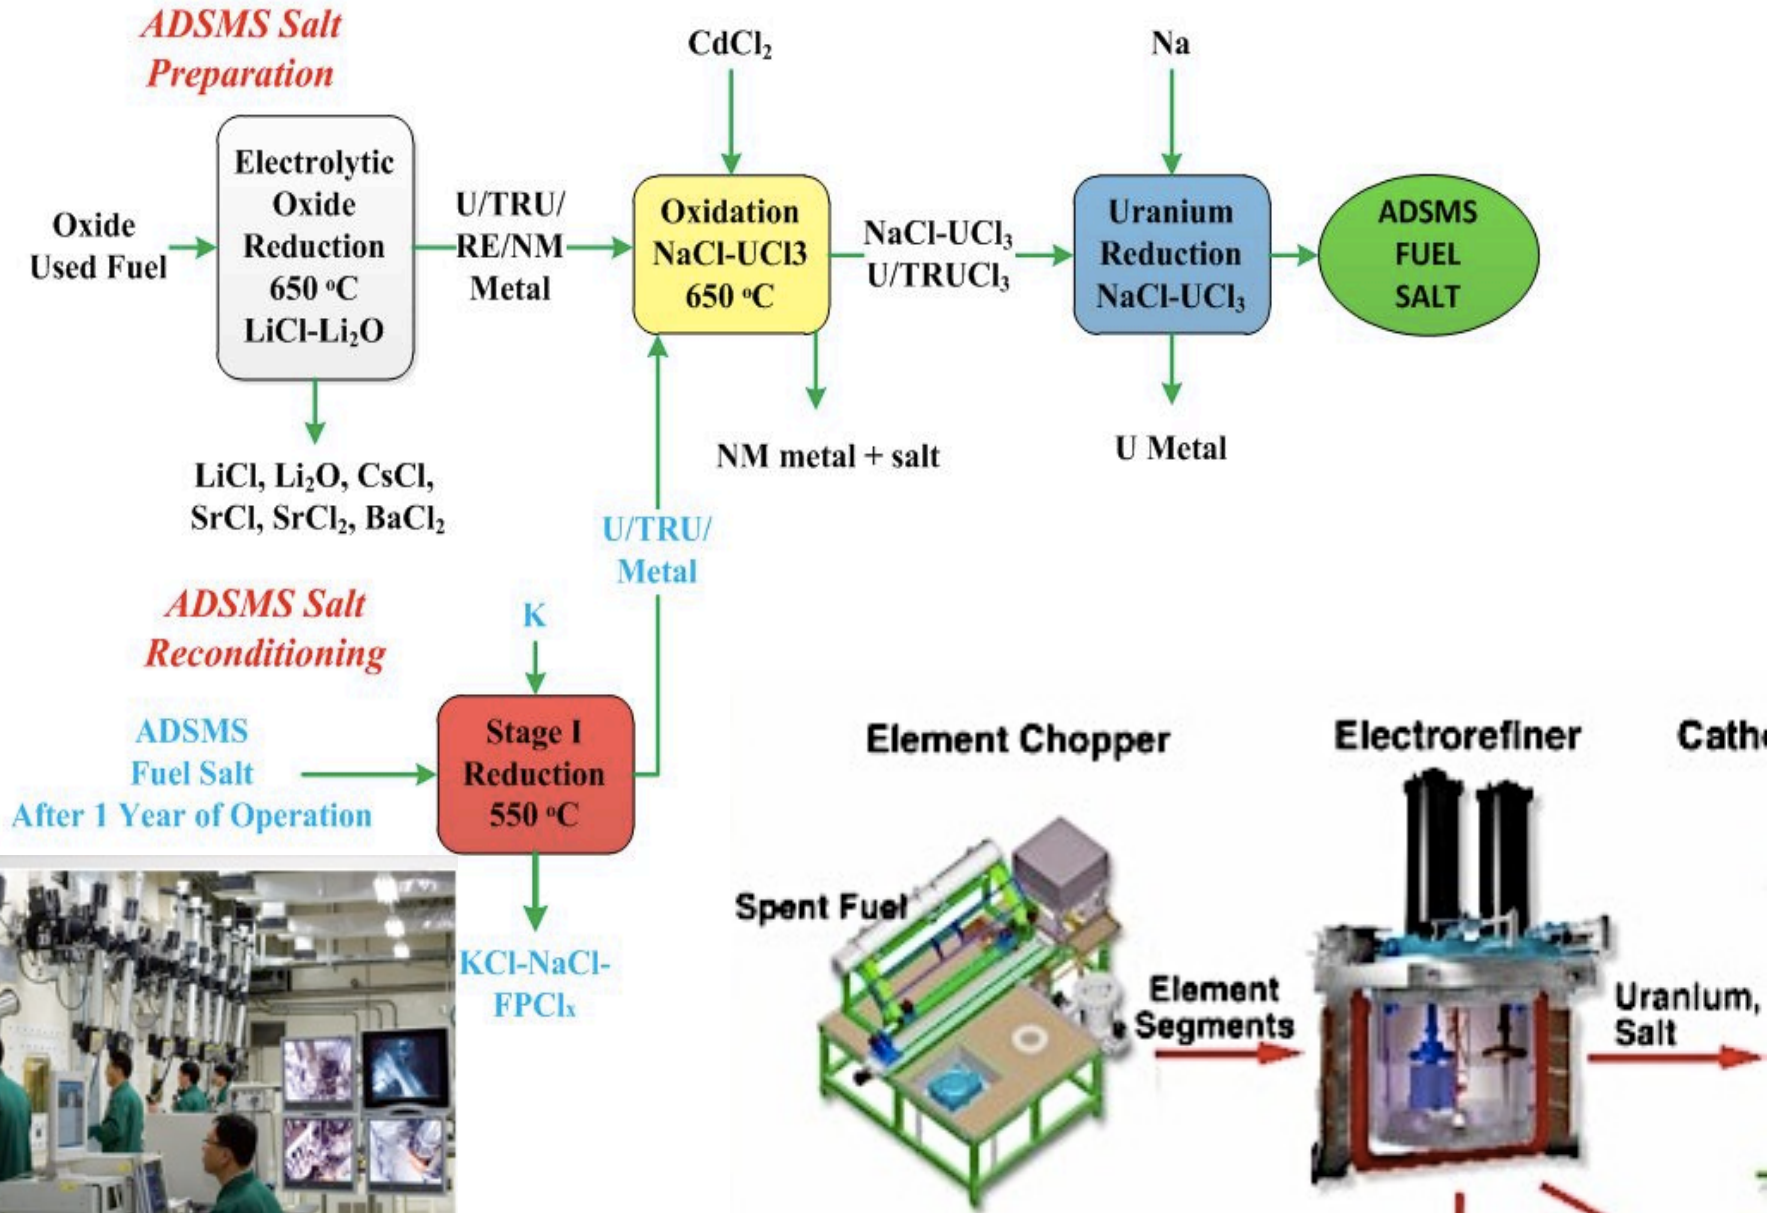 ADSMS Salt
Preparation
CdCl₂
Na
Oxide
Used Fuel
Electrolytic
Oxide
Reduction
650 °C
LiCl-Li₂O
U/TRU/
RE/NM
Metal
Oxidation
NaCl-UCl3
650 °C
NaCl-UCl₃
U/TRUCl₃
Uranium
Reduction
NaCl-UCl₃
ADSMS
FUEL
SALT
LiCl, Li₂O, CsCl,
SrCl, SrCl₂, BaCl₂
NM metal + salt
U Metal
U/TRU/
Metal
ADSMS Salt
Reconditioning
K
ADSMS
Fuel Salt
After 1 Year of Operation
Stage I
Reduction
550 °C
KCl-NaCl-
FPClₓ
Element Chopper
Spent Fuel
Element
Segments
Electrorefiner
Uranium,
Salt